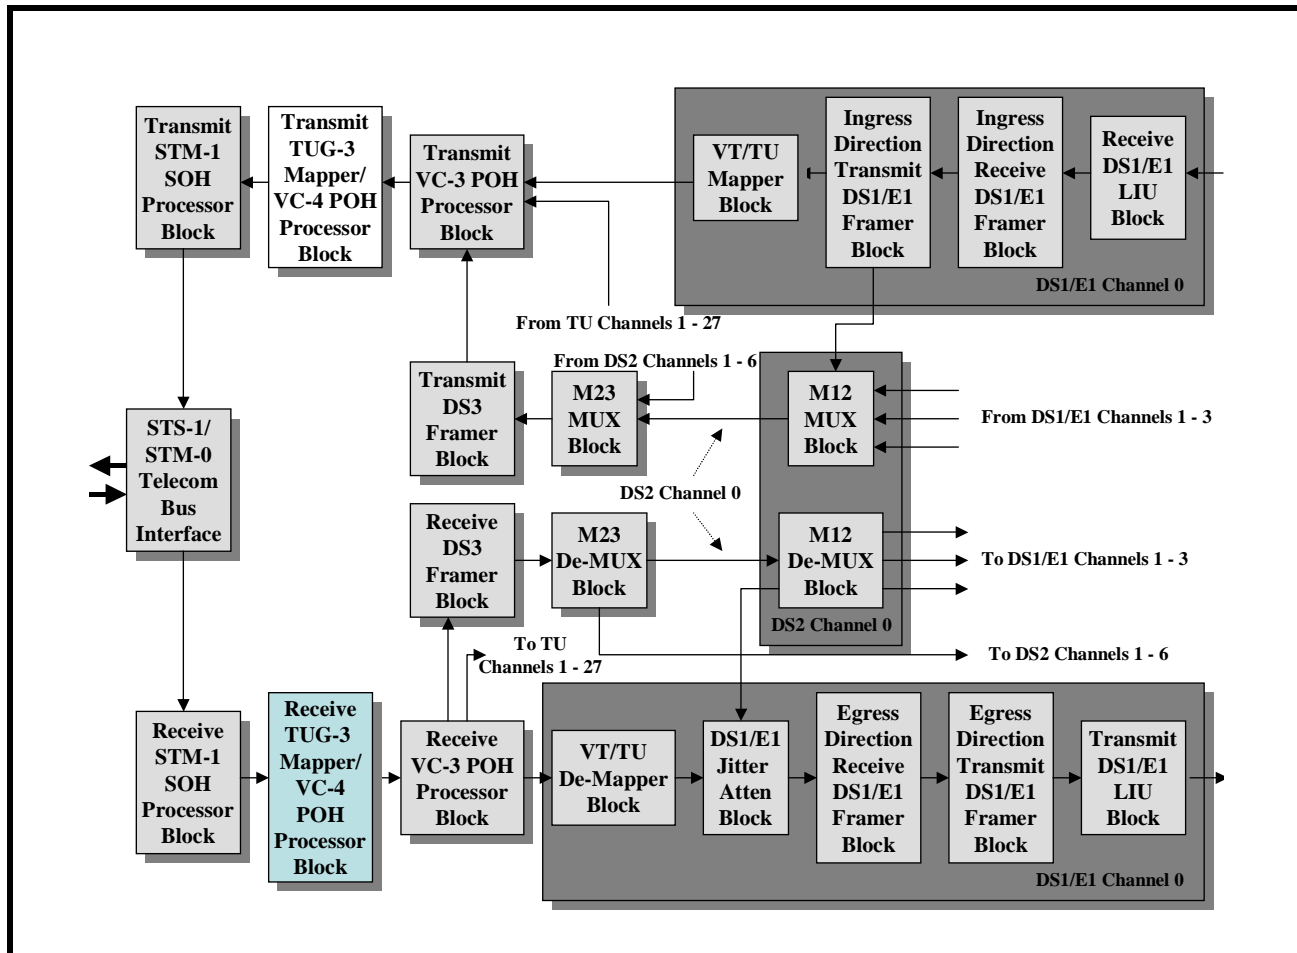 Transmit
STM-1
SOH
Processor
Block
Transmit
TUG-3
Mapper/
VC-4 POH
Processor
Block
Transmit
VC-3 POH
Processor
Block
VT/TU
Mapper
Block
Ingress
Direction
Transmit
DS1/E1
Framer
Block
Ingress
Direction
Receive
DS1/E1
Framer
Block
Receive
DS1/E1
LIU
Block
DS1/E1 Channel 0
From TU Channels 1 - 27
From DS2 Channels 1 - 6
Transmit
DS3
Framer
Block
M23
MUX
Block
M12
MUX
Block
From DS1/E1 Channels 1 - 3
STS-1/
STM-0
Telecom
Bus
Interface
DS2 Channel 0
Receive
DS3
Framer
Block
M23
De-MUX
Block
M12
De-MUX
Block
To DS1/E1 Channels 1 - 3
DS2 Channel 0
To TU
Channels 1 - 27
To DS2 Channels 1 - 6
Receive
STM-1
SOH
Processor
Block
Receive
TUG-3
Mapper/
VC-4
POH
Processor
Block
Receive
VC-3 POH
Processor
Block
VT/TU
De-Mapper
Block
DS1/E1
Jitter
Atten
Block
Egress
Direction
Receive
DS1/E1
Framer
Block
Egress
Direction
Transmit
DS1/E1
Framer
Block
Transmit
DS1/E1
LIU
Block
DS1/E1 Channel 0